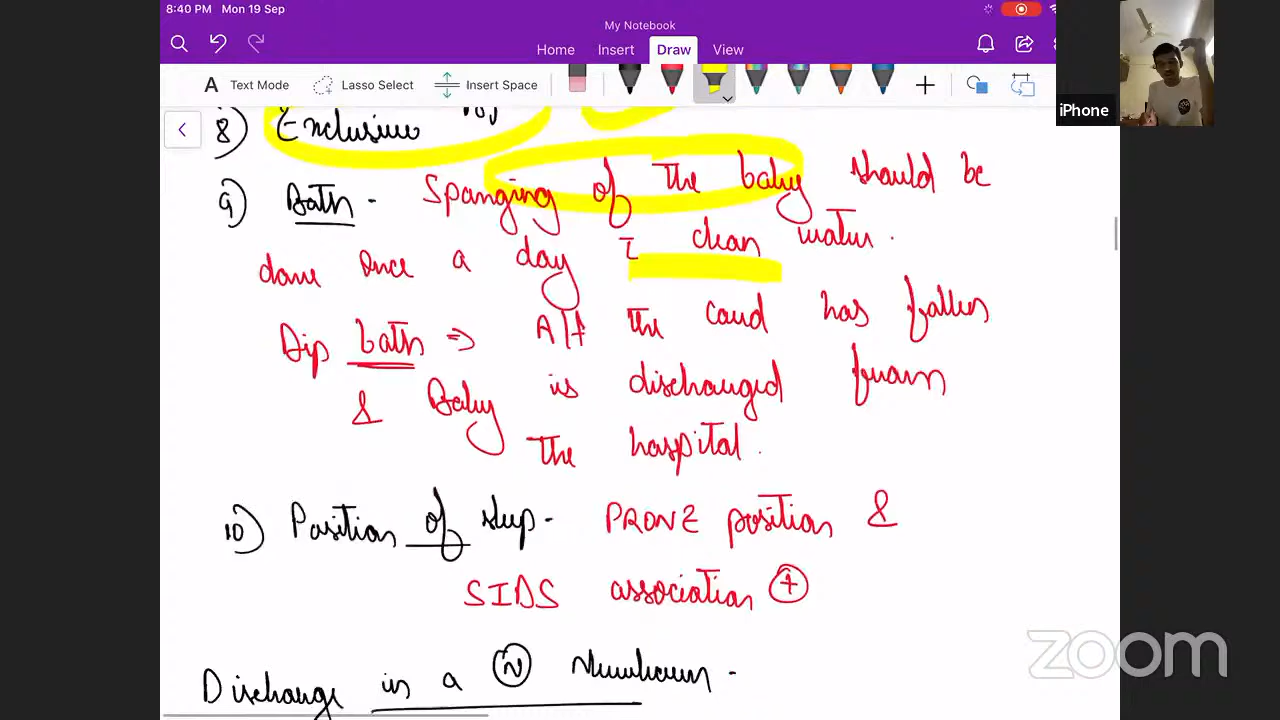 8:40 PM Mon 19 Sep
My Notebook
Home Insert Draw View
Text Mode Lasso Select Insert Space
iPhone
8) Exclusive
9) Bath - Spanging of the baby should be
done once a day c clean water.
Dip bath => Aft the cord has fallen
& Baby is discharged from
the hospital.
10) Position of sleep - PRONE position &
SIDS association +
Discharge in a N Newborn -
zoom